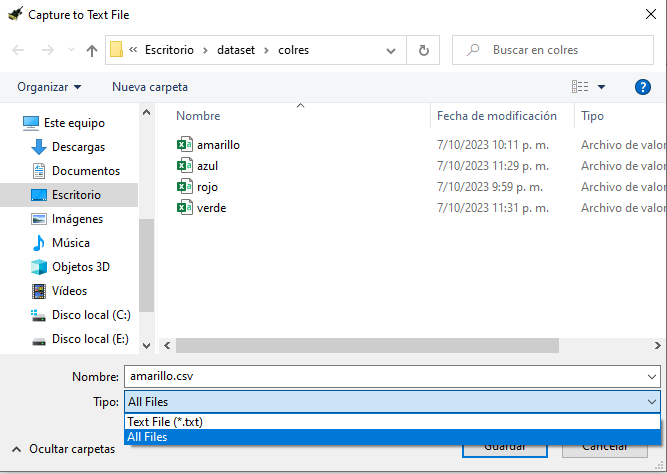 Capture to Text File
« Escritorio › dataset › colres
Buscar en colres
Organizar
Nueva carpeta
?
Nombre
Fecha de modificación
Tipo
Este equipo
Descargas
Documentos
Escritorio
Imágenes
Música
Objetos 3D
Vídeos
Disco local (C:)
Disco local (E:)
amarillo 7/10/2023 10:11 p. m. Archivo de valor
azul 7/10/2023 11:29 p. m. Archivo de valor
rojo 7/10/2023 9:59 p. m. Archivo de valor
verde 7/10/2023 11:31 p. m. Archivo de valor
Nombre: amarillo.csv
Tipo: All Files
Text File (*.txt)
All Files
Ocultar carpetas
Guardar
Cancelar